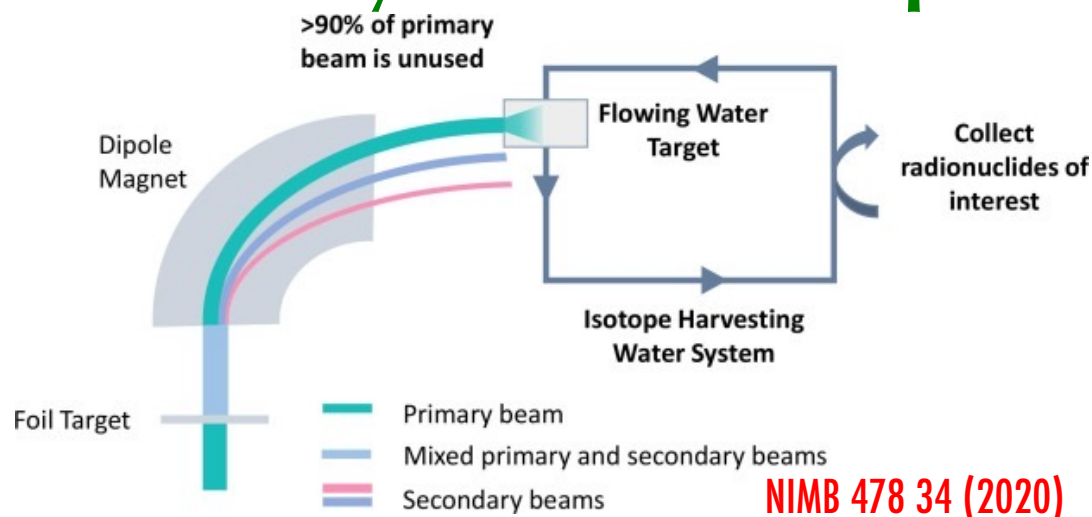 >90% of primary
beam is unused
Dipole
Magnet
Flowing Water
Target
Collect
radionuclides of
interest
Isotope Harvesting
Water System
Foil Target
Primary beam
Mixed primary and secondary beams
Secondary beams
NIMB 478 34 (2020)